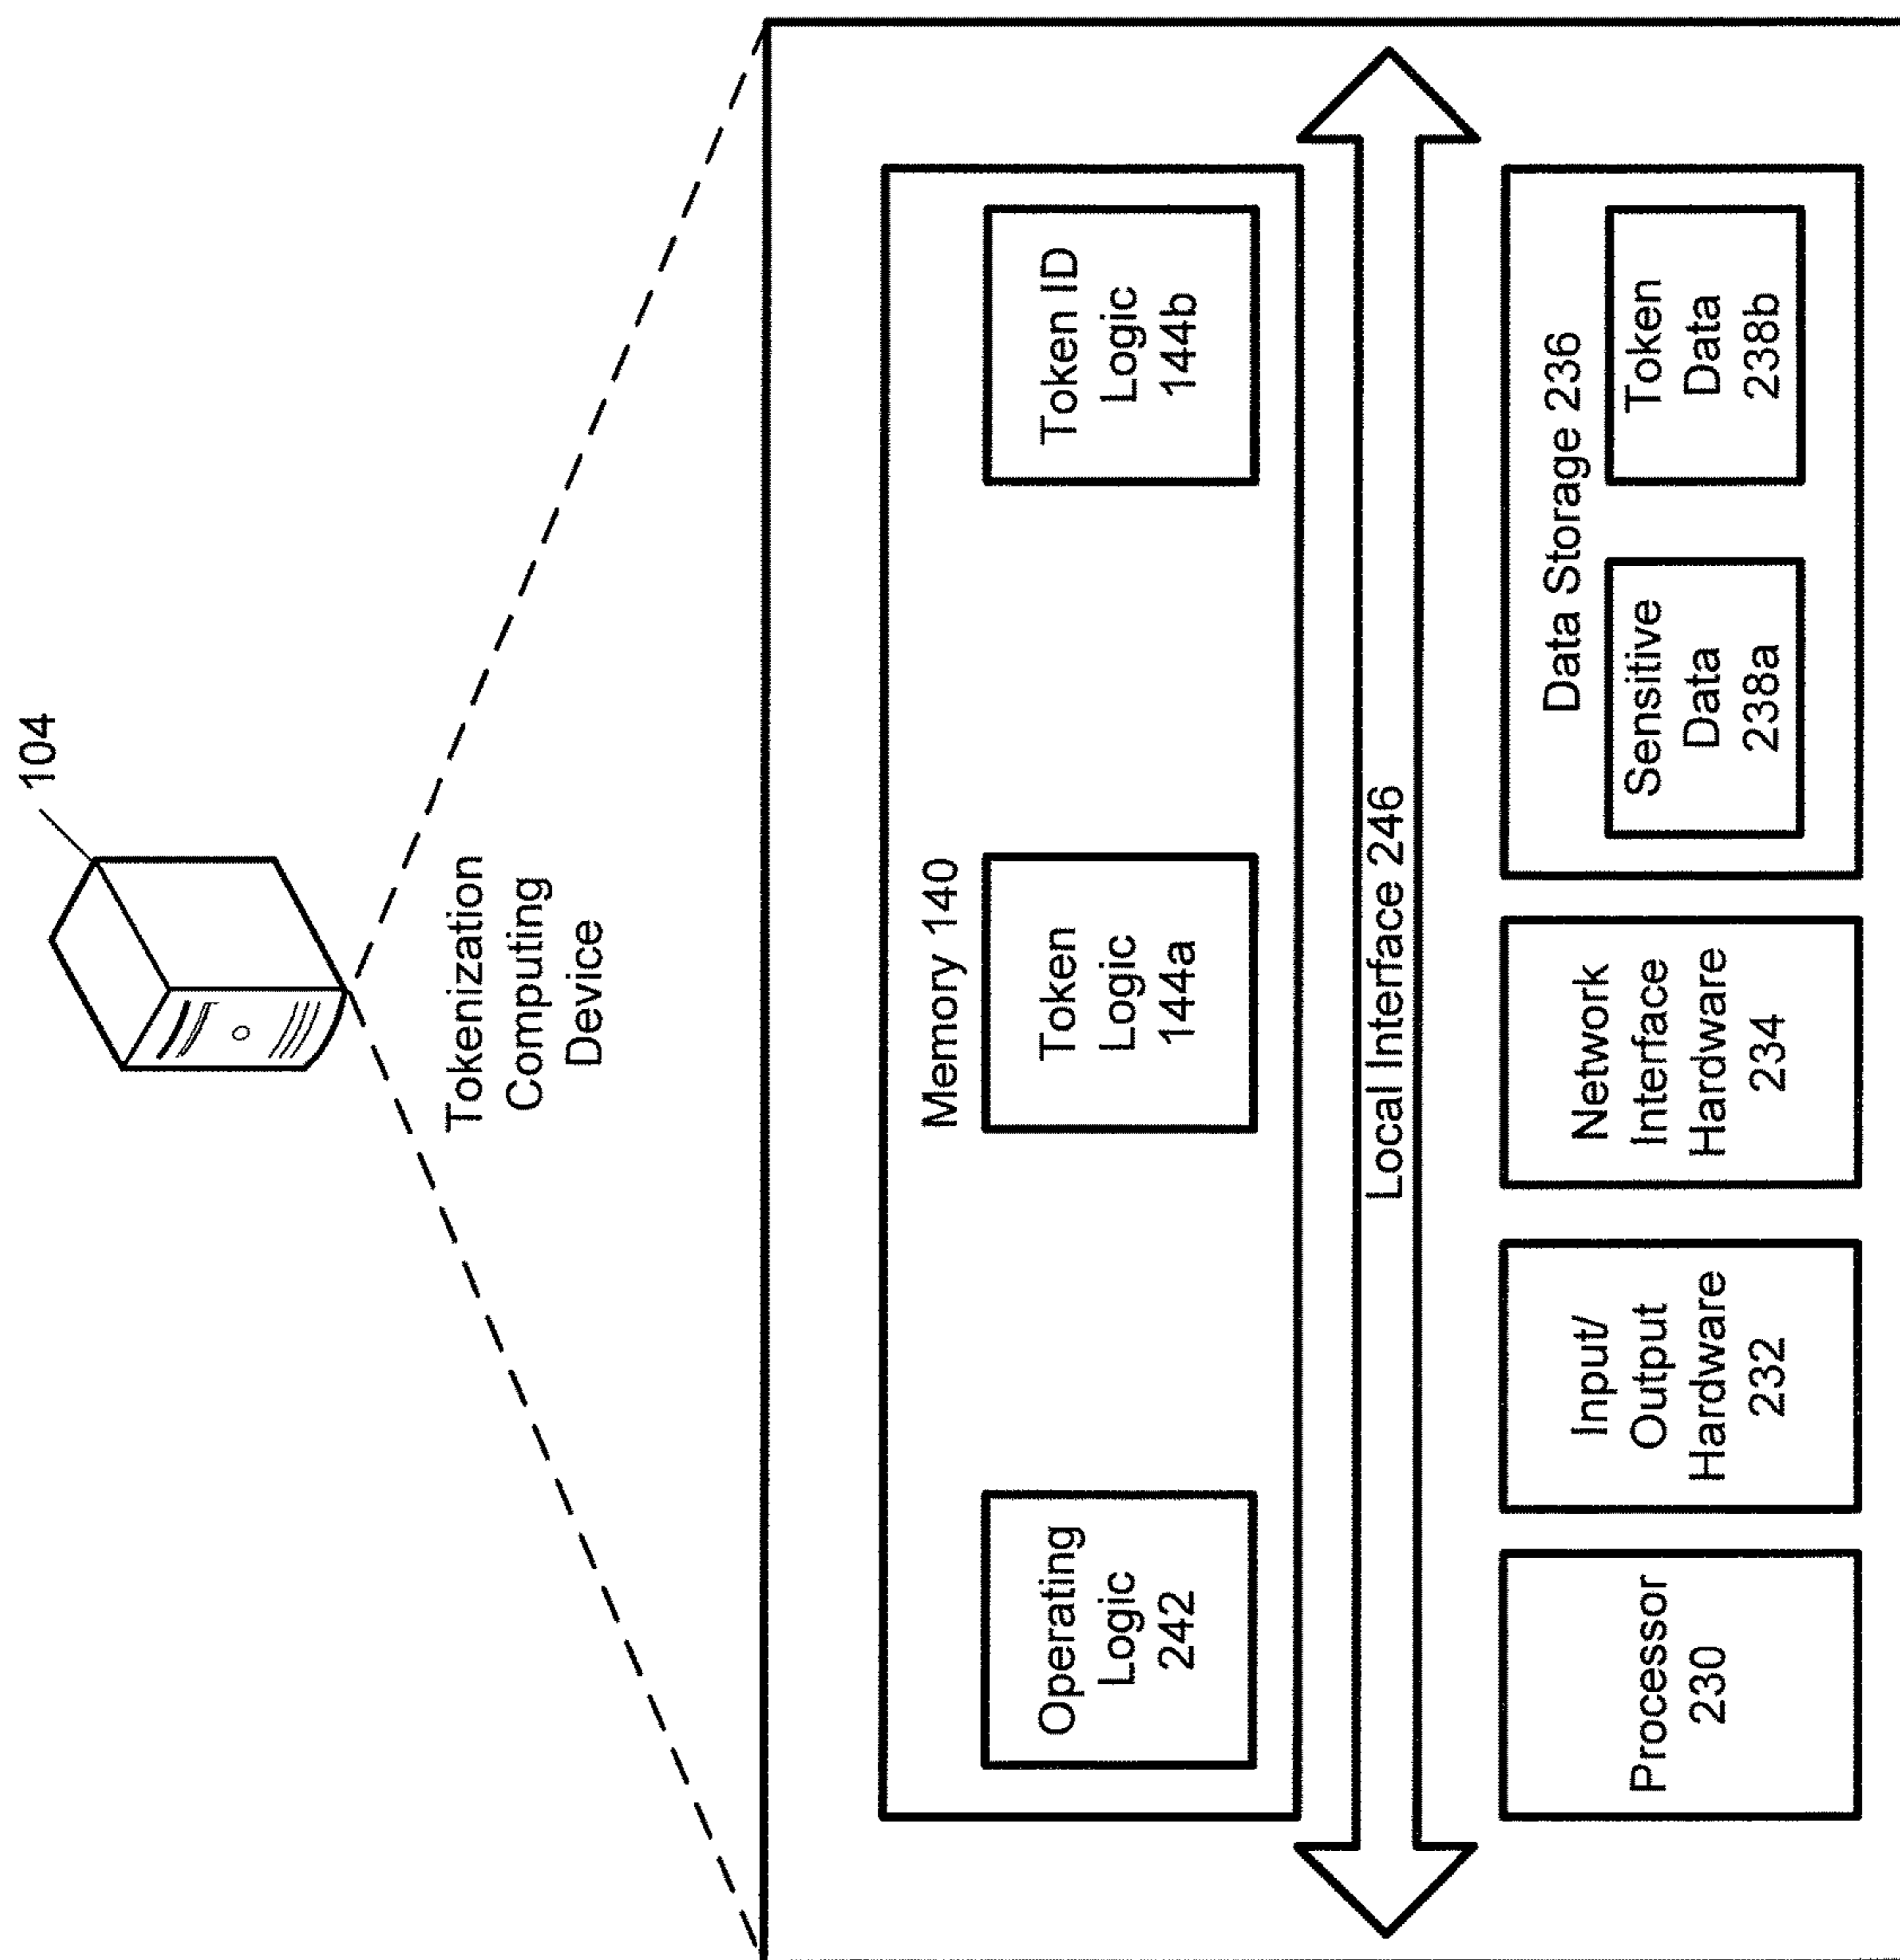 104
Tokenization
Computing
Device
Memory 140
Operating
Logic
242
Token
Logic
144a
Token ID
Logic
144b
Local Interface 246
Processor
230
Input/
Output
Hardware
232
Network
Interface
Hardware
234
Data Storage 236
Sensitive
Data
238a
Token
Data
238b